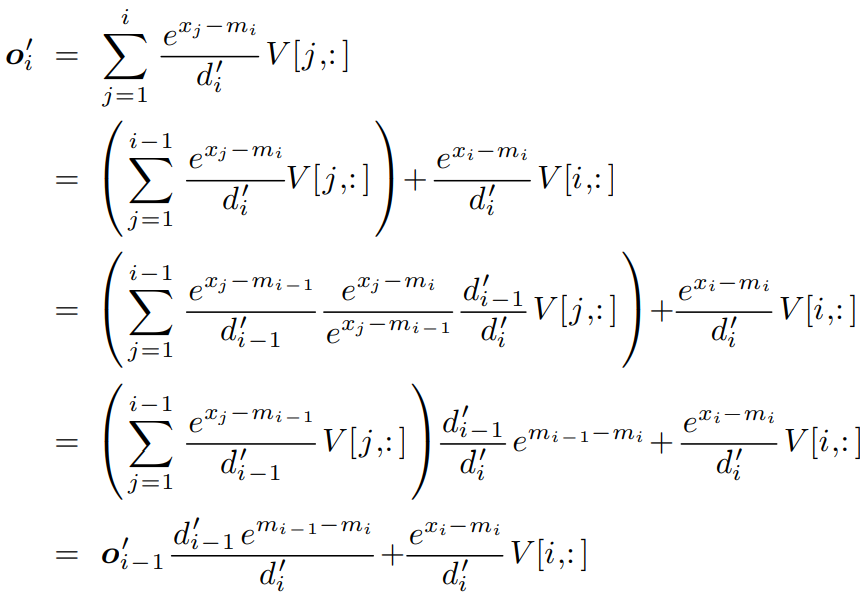 $\boldsymbol{o}'_i = \sum_{j=1}^{i} \frac{e^{x_j - m_i}}{d'_i} V[j,:]$
$= \left( \sum_{j=1}^{i-1} \frac{e^{x_j - m_i}}{d'_i} V[j,:] \right) + \frac{e^{x_i - m_i}}{d'_i} V[i,:]$
$= \left( \sum_{j=1}^{i-1} \frac{e^{x_j - m_{i-1}}}{d'_{i-1}} \frac{e^{x_j - m_i}}{e^{x_j - m_{i-1}}} \frac{d'_{i-1}}{d'_i} V[j,:] \right) + \frac{e^{x_i - m_i}}{d'_i} V[i,:]$
$= \left( \sum_{j=1}^{i-1} \frac{e^{x_j - m_{i-1}}}{d'_{i-1}} V[j,:] \right) \frac{d'_{i-1}}{d'_i} e^{m_{i-1} - m_i} + \frac{e^{x_i - m_i}}{d'_i} V[i,:]$
$= \boldsymbol{o}'_{i-1} \frac{d'_{i-1} e^{m_{i-1} - m_i}}{d'_i} + \frac{e^{x_i - m_i}}{d'_i} V[i,:]$